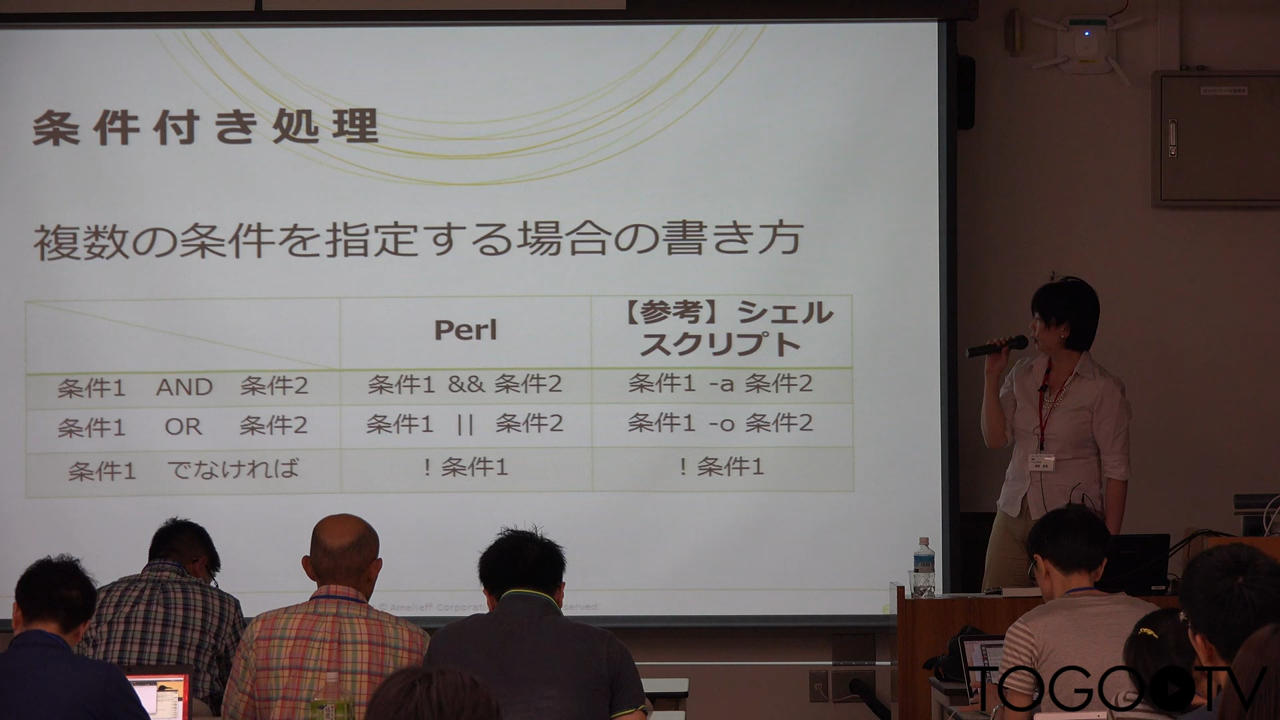 条件付き処理
複数の条件を指定する場合の書き方
Perl
【参考】シェル
スクリプト
条件1 AND 条件2
条件1 && 条件2
条件1 -a 条件2
条件1 OR 条件2
条件1 || 条件2
条件1 -o 条件2
条件1 でなければ
! 条件1
! 条件1
© Amelieff
TOGOTV